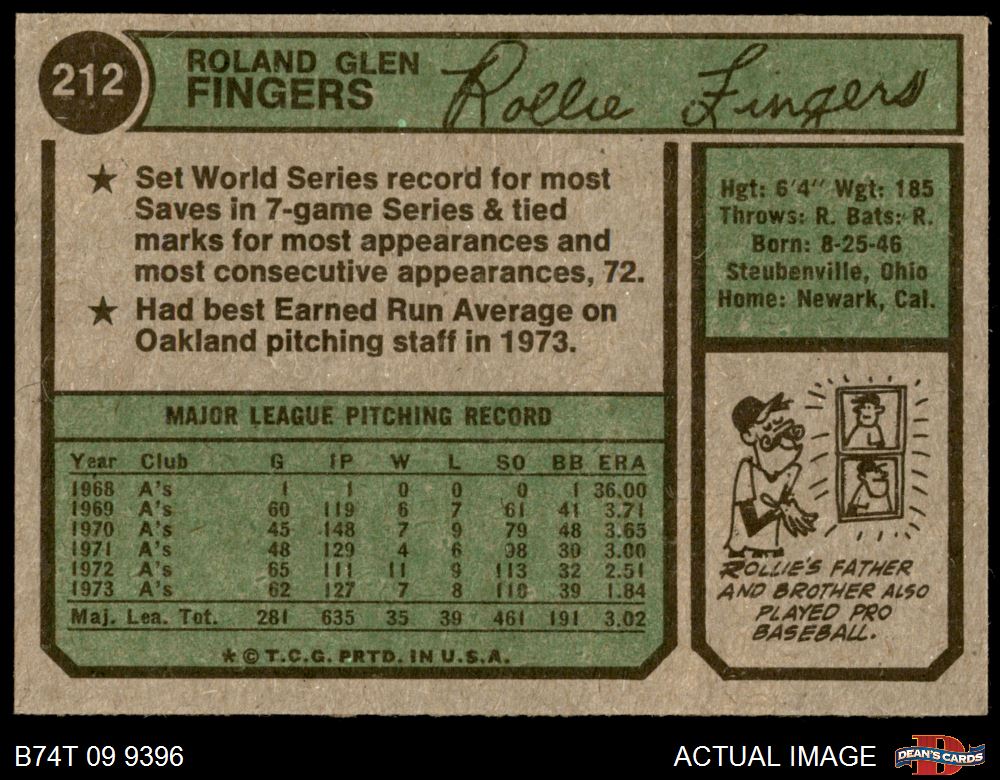 212
ROLAND GLEN
FINGERS
Rollie Fingers
★ Set World Series record for most
Saves in 7-game Series & tied
marks for most appearances and
most consecutive appearances, 72.
★ Had best Earned Run Average on
Oakland pitching staff in 1973.
Hgt: 6'4" Wgt: 185
Throws: R. Bats: R.
Born: 8-25-46
Steubenville, Ohio
Home: Newark, Cal.
MAJOR LEAGUE PITCHING RECORD
Year Club G IP W L SO BB ERA
1968 A's 1 1 0 0 0 1 36.00
1969 A's 60 119 6 7 61 41 3.71
1970 A's 45 148 7 9 79 48 3.65
1971 A's 48 129 4 6 98 30 3.00
1972 A's 65 111 11 9 113 32 2.51
1973 A's 62 127 7 8 110 39 1.84
Maj. Lea. Tot. 281 635 35 39 461 191 3.02
★ © T.C.G. PRTD. IN U.S.A.
ROLLIE'S FATHER
AND BROTHER ALSO
PLAYED PRO
BASEBALL.
B74T 09 9396
ACTUAL IMAGE
DEAN'S CARDS